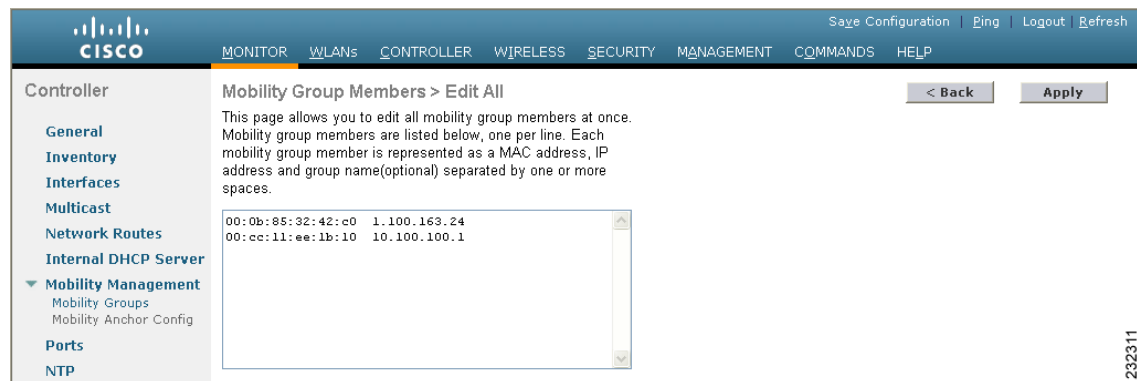 Save Configuration | Ping | Logout | Refresh
CISCO
MONITOR WLANs CONTROLLER WIRELESS SECURITY MANAGEMENT COMMANDS HELP
Controller
General
Inventory
Interfaces
Multicast
Network Routes
Internal DHCP Server
Mobility Management
Mobility Groups
Mobility Anchor Config
Ports
NTP
Mobility Group Members > Edit All
< Back Apply
This page allows you to edit all mobility group members at once.
Mobility group members are listed below, one per line. Each
mobility group member is represented as a MAC address, IP
address and group name(optional) separated by one or more
spaces.
00:0b:85:32:42:c0 1.100.163.24
00:cc:11:ee:1b:10 10.100.100.1
232311